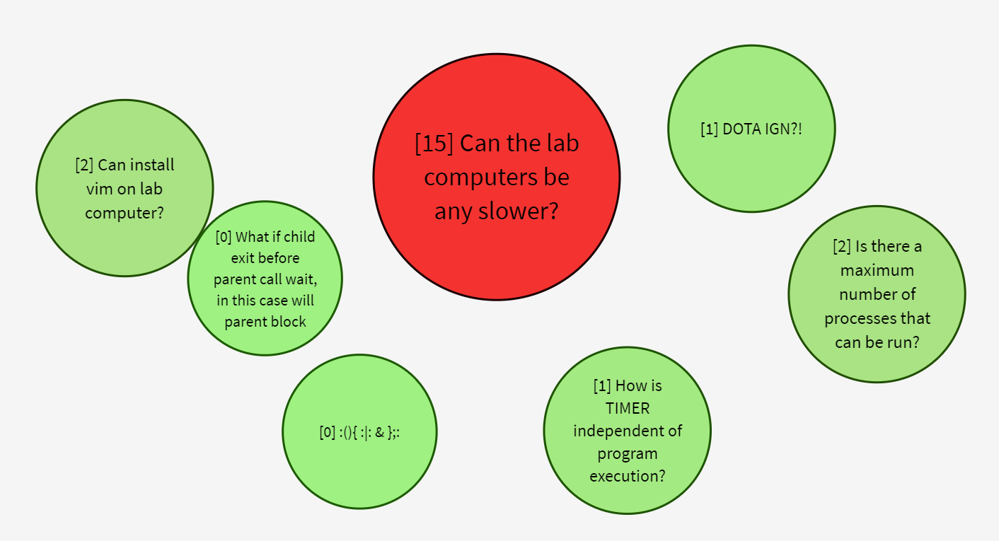 [2] Can install
vim on lab
computer?
[0] What if child
exit before
parent call wait,
in this case will
parent block
[15] Can the lab
computers be
any slower?
[1] DOTA IGN?!
[2] Is there a
maximum
number of
processes that
can be run?
[0] :(){ :|: & };:
[1] How is
TIMER
independent of
program
execution?